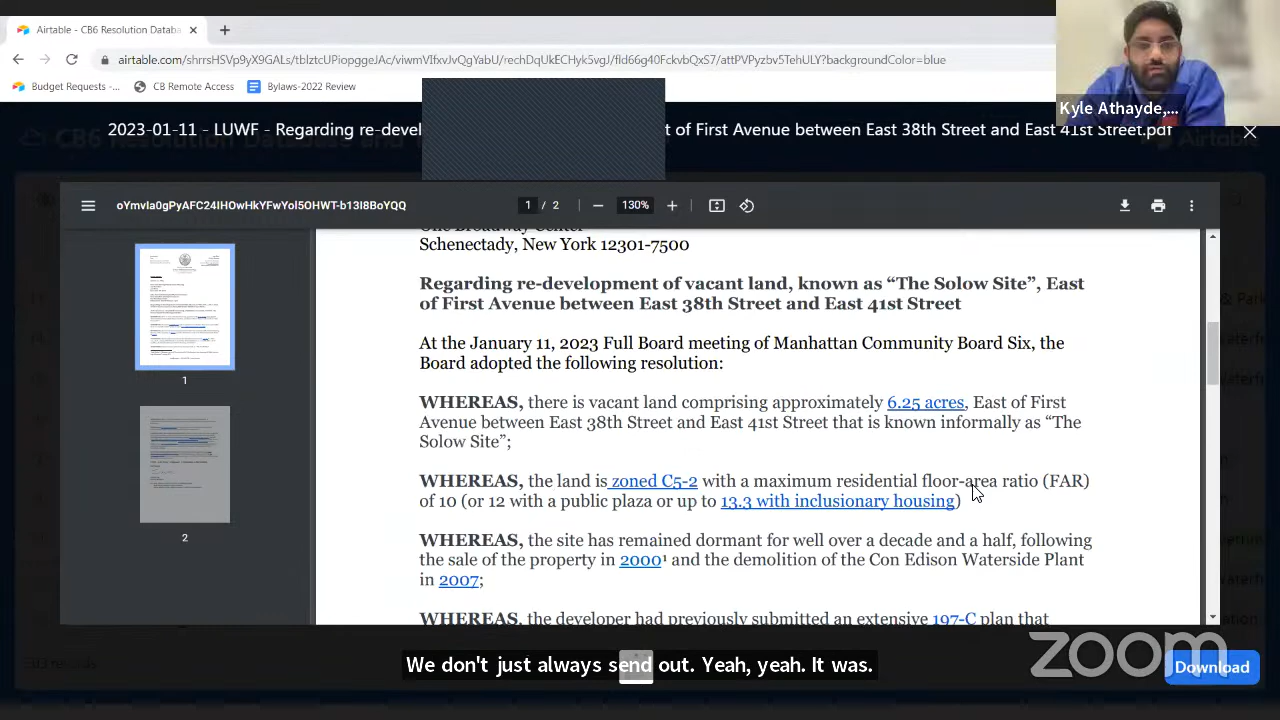 Airtable - CB6 Resolution Databa
airtable.com/shrrsHSVp9yX9GALs/tblztcUPiopggeJAc/viewmVIfxvJvQgYabU/rechDqUkECHyk5vgJ/fld66g40FckvbQxS7/attPVPyzbv5TehULY?backgroundColor=blue
Budget Requests -...
CB Remote Access
Bylaws-2022 Review
Kyle Athayde,...
2023-01-11 - LUWF - Regarding re-devel
t of First Avenue between East 38th Street and East 41st Street.pdf
oYmvIa0gPyAFC24IHOwHkYFwYol5OHWT-b13I8BoYQQ
1 / 2
130%
1
2
Schenectady, New York 12301-7500
Regarding re-development of vacant land, known as “The Solow Site”, East
of First Avenue between East 38th Street and East 41st Street
At the January 11, 2023 Full Board meeting of Manhattan Community Board Six, the
Board adopted the following resolution:
WHEREAS, there is vacant land comprising approximately 6.25 acres, East of First
Avenue between East 38th Street and East 41st Street that is known informally as “The
Solow Site”;
WHEREAS, the land is zoned C5-2 with a maximum residential floor-area ratio (FAR)
of 10 (or 12 with a public plaza or up to 13.3 with inclusionary housing)
WHEREAS, the site has remained dormant for well over a decade and a half, following
the sale of the property in 2000¹ and the demolition of the Con Edison Waterside Plant
in 2007;
WHEREAS, the developer had previously submitted an extensive 197-C plan that
We don't just always send out. Yeah, yeah. It was.
zoom
Download